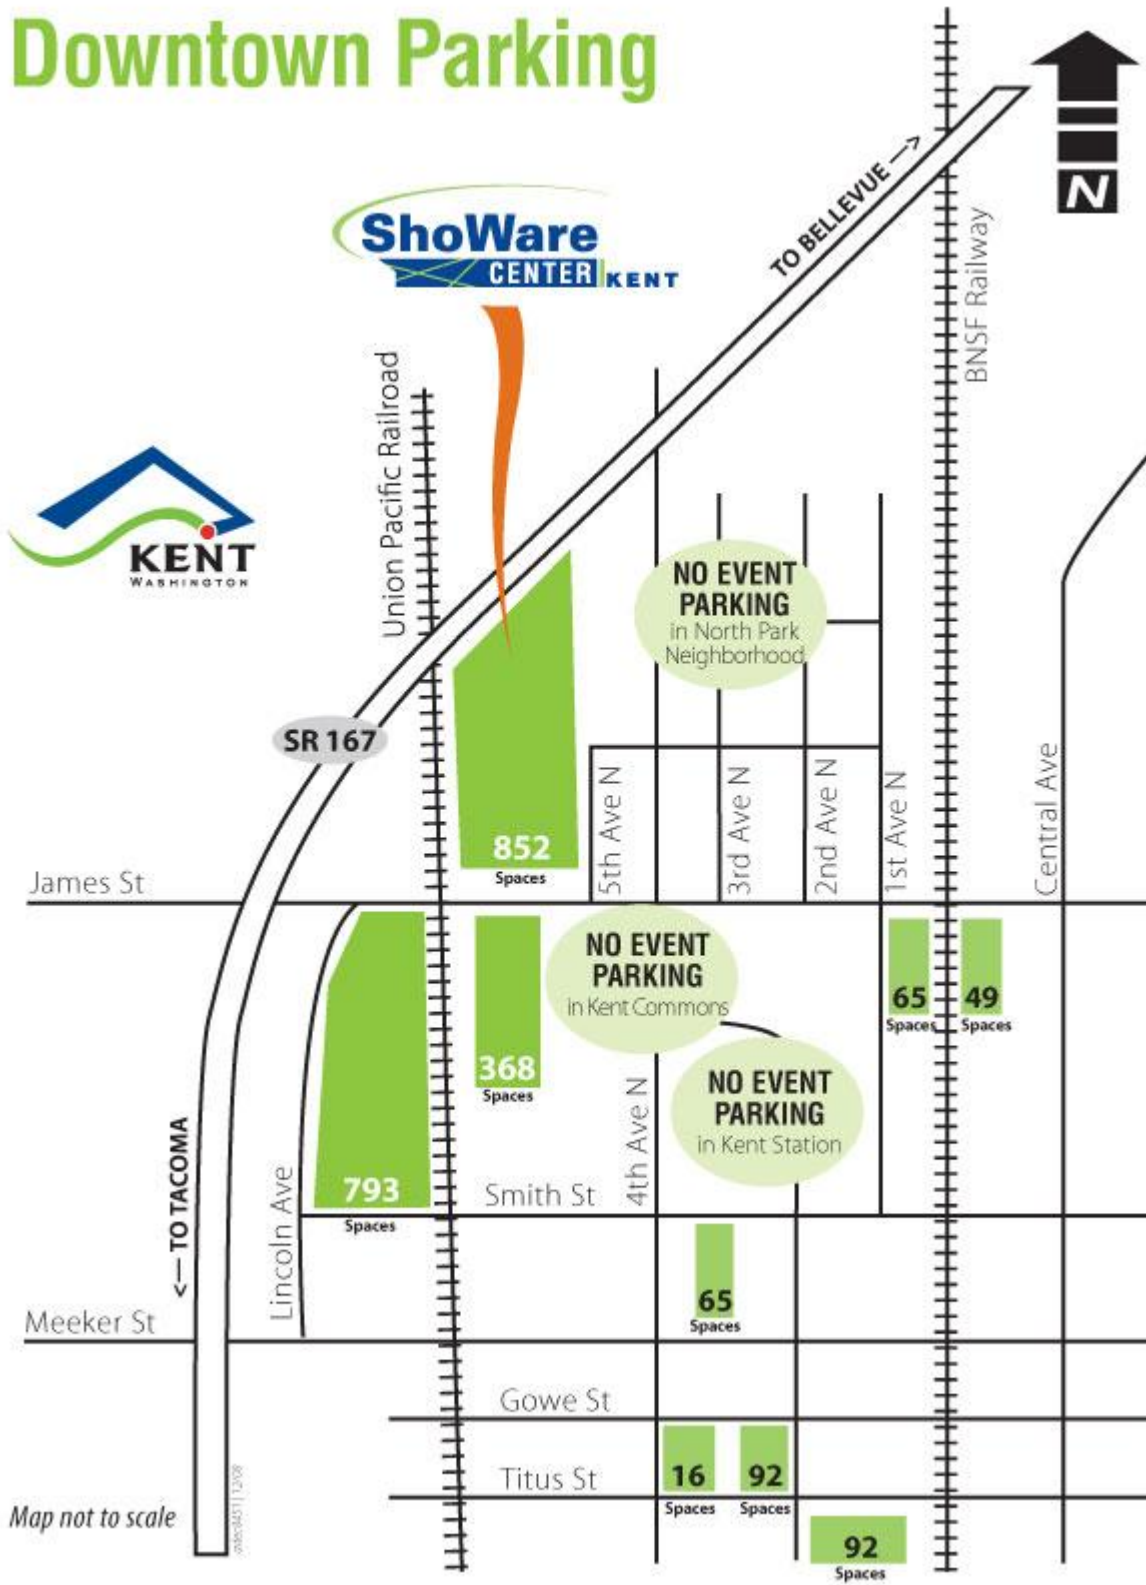 Downtown Parking
N
TO BELLEVUE —>
ShoWare
CENTER KENT
BNSF Railway
Union Pacific Railroad
KENT
WASHINGTON
NO EVENT
PARKING
in North Park
Neighborhood
SR 167
5th Ave N
3rd Ave N
2nd Ave N
1st Ave N
Central Ave
852
Spaces
James St
NO EVENT
PARKING
in Kent Commons
65
Spaces
49
Spaces
368
Spaces
NO EVENT
PARKING
in Kent Station
4th Ave N
<— TO TACOMA
Lincoln Ave
793
Spaces
Smith St
65
Spaces
Meeker St
Gowe St
16
Spaces
92
Spaces
Titus St
Map not to scale
92
Spaces